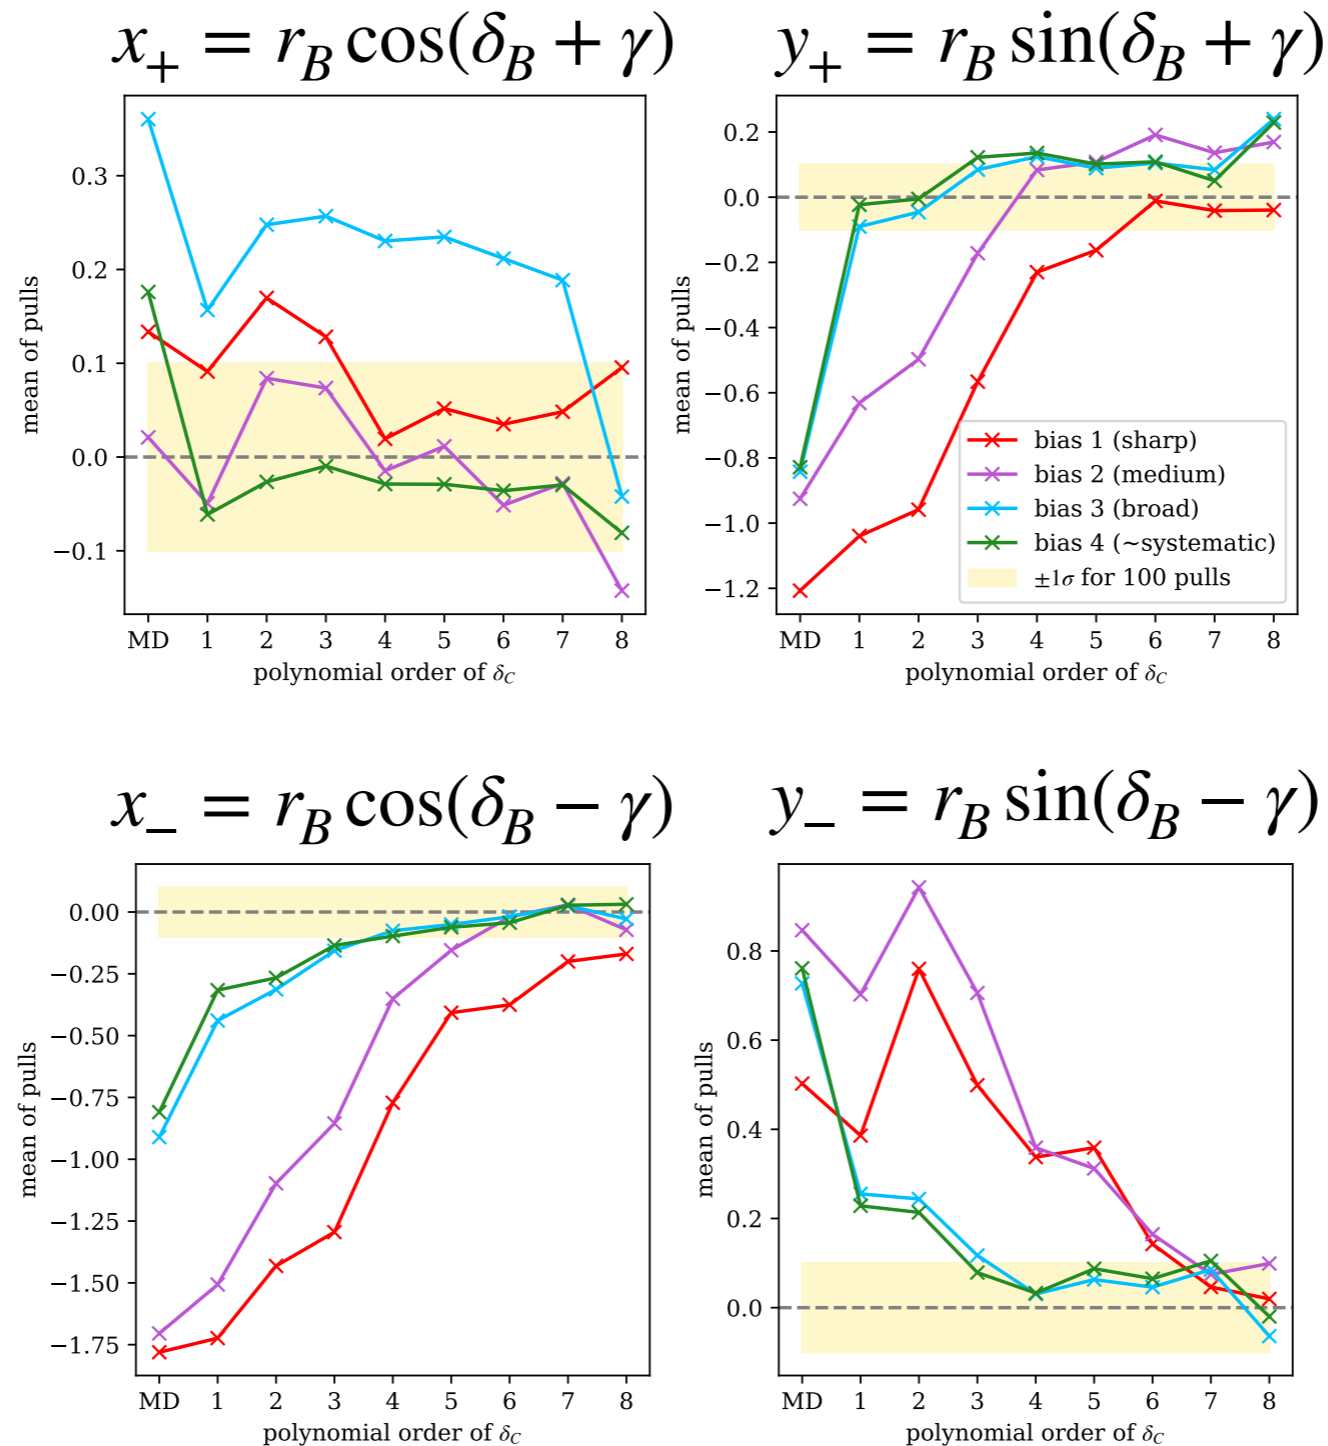 x₊ = r_B cos(δ_B + γ)
mean of pulls
0.3
0.2
0.1
0.0
−0.1
MD 1 2 3 4 5 6 7 8
polynomial order of δ_C
y₊ = r_B sin(δ_B + γ)
mean of pulls
0.2
0.0
−0.2
−0.4
−0.6
−0.8
−1.0
−1.2
bias 1 (sharp)
bias 2 (medium)
bias 3 (broad)
bias 4 (~systematic)
±1σ for 100 pulls
MD 1 2 3 4 5 6 7 8
polynomial order of δ_C
x₋ = r_B cos(δ_B − γ)
mean of pulls
0.00
−0.25
−0.50
−0.75
−1.00
−1.25
−1.50
−1.75
MD 1 2 3 4 5 6 7 8
polynomial order of δ_C
y₋ = r_B sin(δ_B − γ)
mean of pulls
0.8
0.6
0.4
0.2
0.0
MD 1 2 3 4 5 6 7 8
polynomial order of δ_C